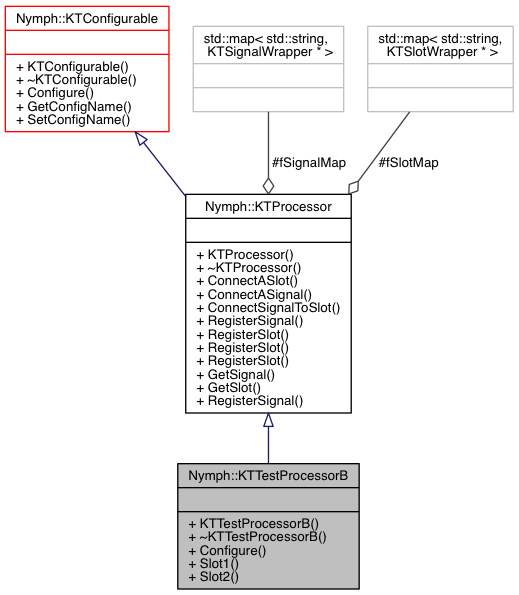 Nymph::KTConfigurable
+ KTConfigurable()
+ ~KTConfigurable()
+ Configure()
+ GetConfigName()
+ SetConfigName()
std::map< std::string,
KTSignalWrapper * >
std::map< std::string,
KTSlotWrapper * >
#fSignalMap
#fSlotMap
Nymph::KTProcessor
+ KTProcessor()
+ ~KTProcessor()
+ ConnectASlot()
+ ConnectASignal()
+ ConnectSignalToSlot()
+ RegisterSignal()
+ RegisterSlot()
+ RegisterSlot()
+ RegisterSlot()
+ GetSignal()
+ GetSlot()
+ RegisterSignal()
Nymph::KTTestProcessorB
+ KTTestProcessorB()
+ ~KTTestProcessorB()
+ Configure()
+ Slot1()
+ Slot2()